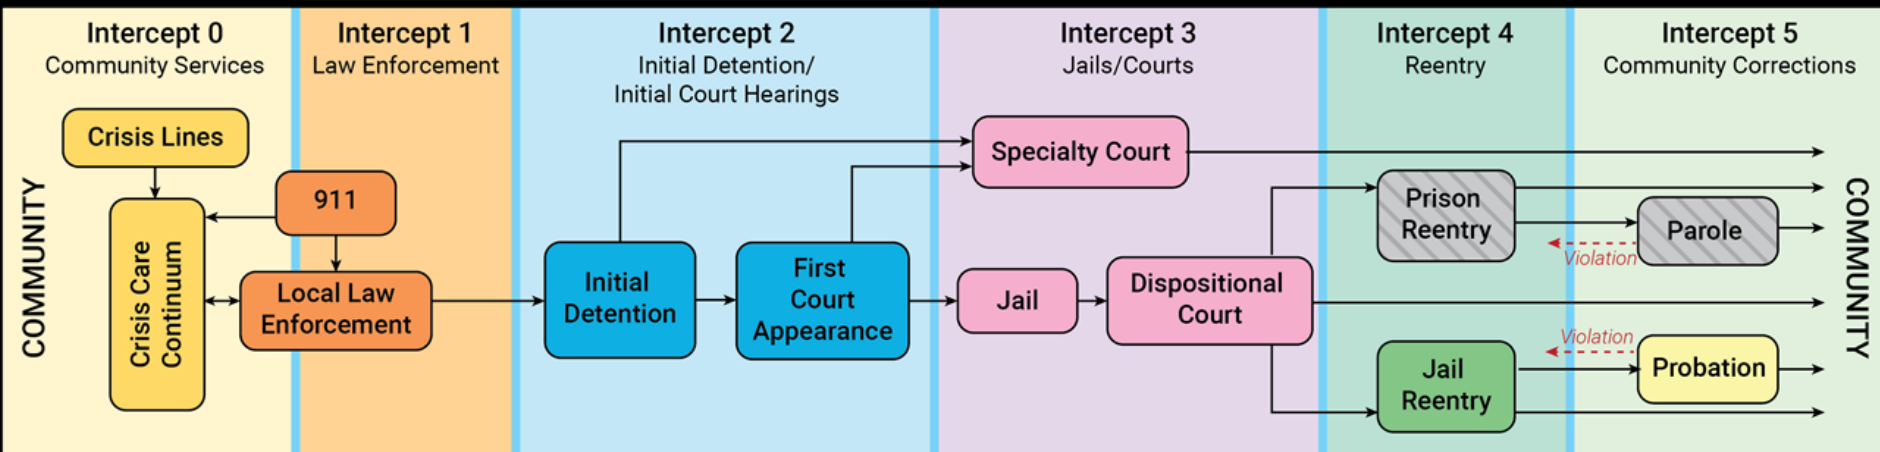 Intercept 0
Community Services
Intercept 1
Law Enforcement
Intercept 2
Initial Detention/
Initial Court Hearings
Intercept 3
Jails/Courts
Intercept 4
Reentry
Intercept 5
Community Corrections
COMMUNITY
Crisis Lines
Crisis Care
Continuum
911
Local Law
Enforcement
Initial
Detention
First
Court
Appearance
Specialty Court
Jail
Dispositional
Court
Prison
Reentry
Parole
Violation
Jail
Reentry
Violation
Probation
COMMUNITY